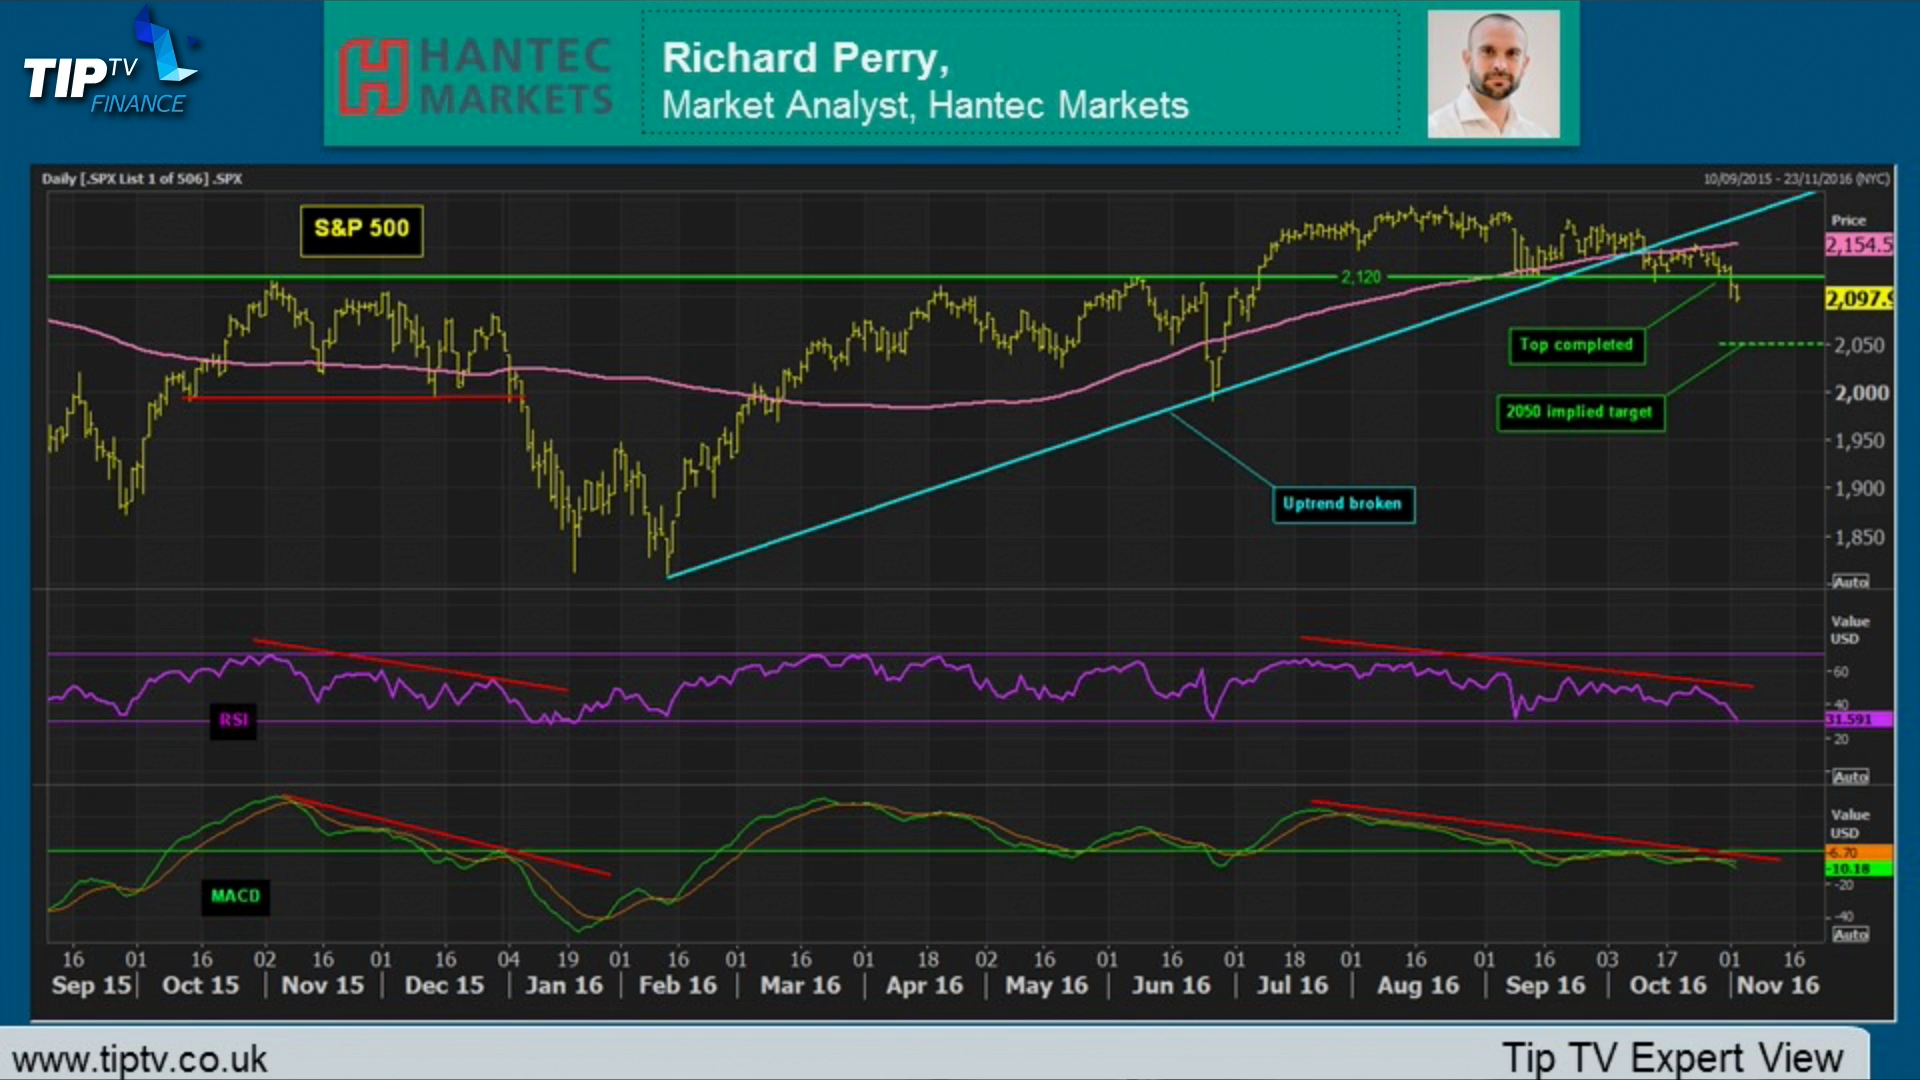 TIP TV
FINANCE
HANTEC
MARKETS
Richard Perry,
Market Analyst, Hantec Markets
Daily [.SPX List 1 of 506] .SPX
10/09/2015 - 23/11/2016 (NYC)
S&P 500
Price
2,154.5
2,120
2,097.9
Top completed
2,050
2050 implied target
2,000
1,950
1,900
Uptrend broken
1,850
Auto
Value
USD
60
40
RSI
31.591
20
Auto
Value
USD
-6.70
-10.18
-20
MACD
-40
Auto
16 01 16 02 16 01 16 04 19 01 16 01 16 01 18 02 16 01 16 01 18 01 16 01 16 03 17 01 16
Sep 15 Oct 15 Nov 15 Dec 15 Jan 16 Feb 16 Mar 16 Apr 16 May 16 Jun 16 Jul 16 Aug 16 Sep 16 Oct 16 Nov 16
www.tiptv.co.uk
Tip TV Expert View